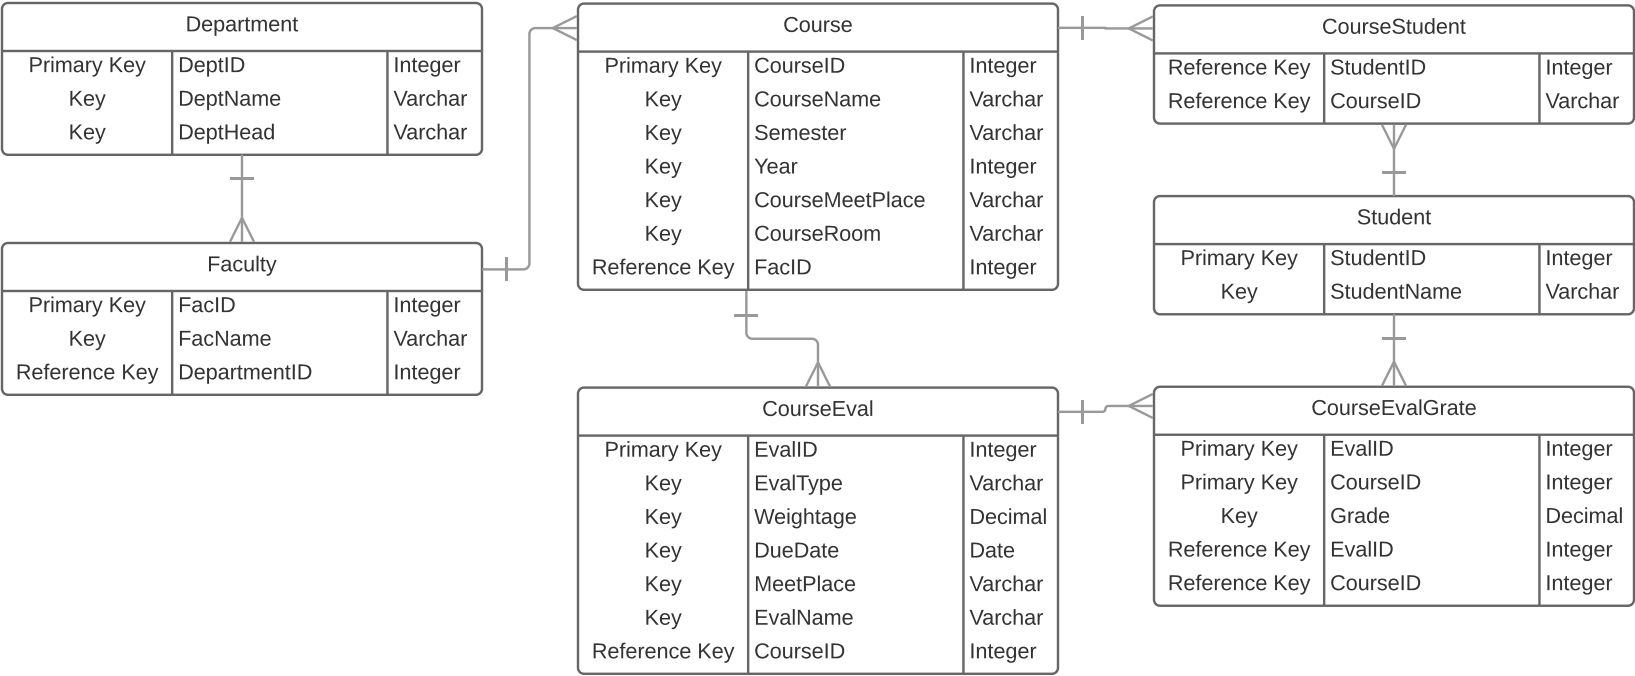 Department
Primary Key DeptID Integer
Key DeptName Varchar
Key DeptHead Varchar
Faculty
Primary Key FacID Integer
Key FacName Varchar
Reference Key DepartmentID Integer
Course
Primary Key CourseID Integer
Key CourseName Varchar
Key Semester Varchar
Key Year Integer
Key CourseMeetPlace Varchar
Key CourseRoom Varchar
Reference Key FacID Integer
CourseEval
Primary Key EvalID Integer
Key EvalType Varchar
Key Weightage Decimal
Key DueDate Date
Key MeetPlace Varchar
Key EvalName Varchar
Reference Key CourseID Integer
CourseStudent
Reference Key StudentID Integer
Reference Key CourseID Varchar
Student
Primary Key StudentID Integer
Key StudentName Varchar
CourseEvalGrate
Primary Key EvalID Integer
Primary Key CourseID Integer
Key Grade Decimal
Reference Key EvalID Integer
Reference Key CourseID Integer